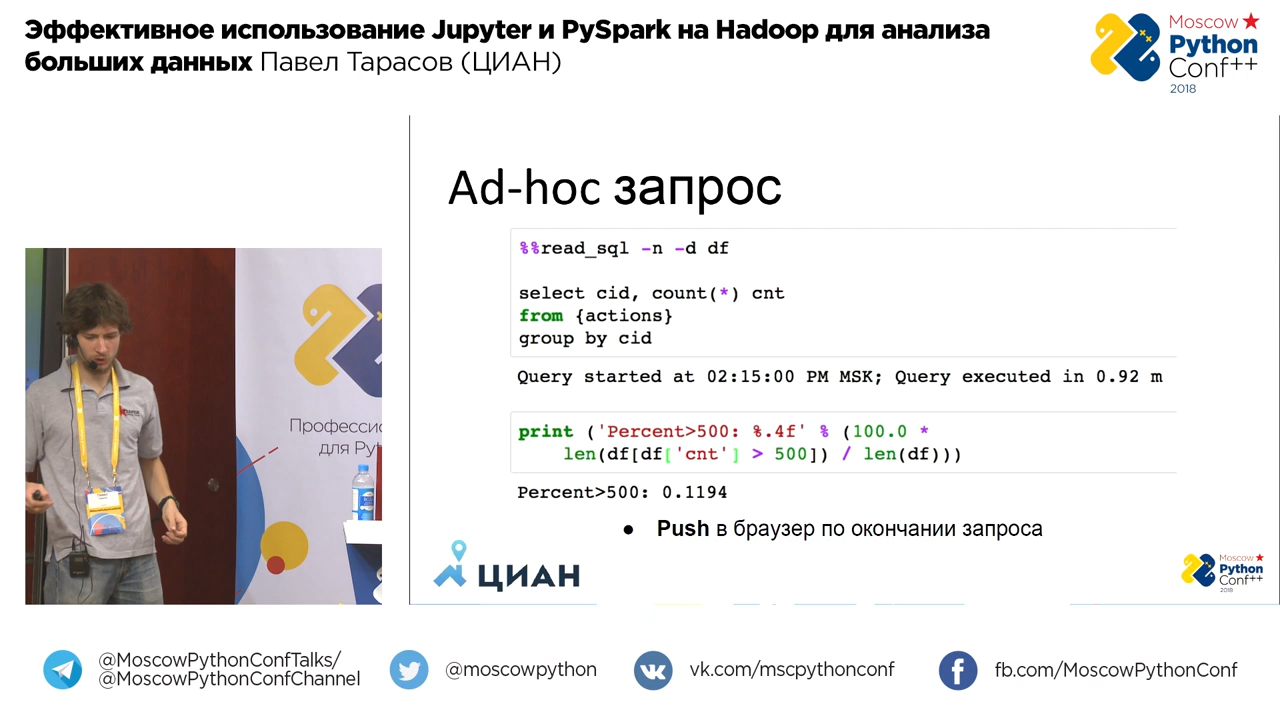 Эффективное использование Jupyter и PySpark на Hadoop для анализа
больших данных Павел Тарасов (ЦИАН)
Moscow
Python
Conf++
2018
Ad-hoc запрос
%%read_sql -n -d df
select cid, count(*) cnt
from {actions}
group by cid
Query started at 02:15:00 PM MSK; Query executed in 0.92 m
print ('Percent>500: %.4f' % (100.0 *
len(df[df['cnt'] > 500]) / len(df)))
Percent>500: 0.1194
● Push в браузер по окончании запроса
ЦИАН
Moscow
Python
Conf++
2018
Професси
для Py
@MoscowPythonConfTalks/
@MoscowPythonConfChannel
@moscowpython
vk.com/mscpythonconf
fb.com/MoscowPythonConf